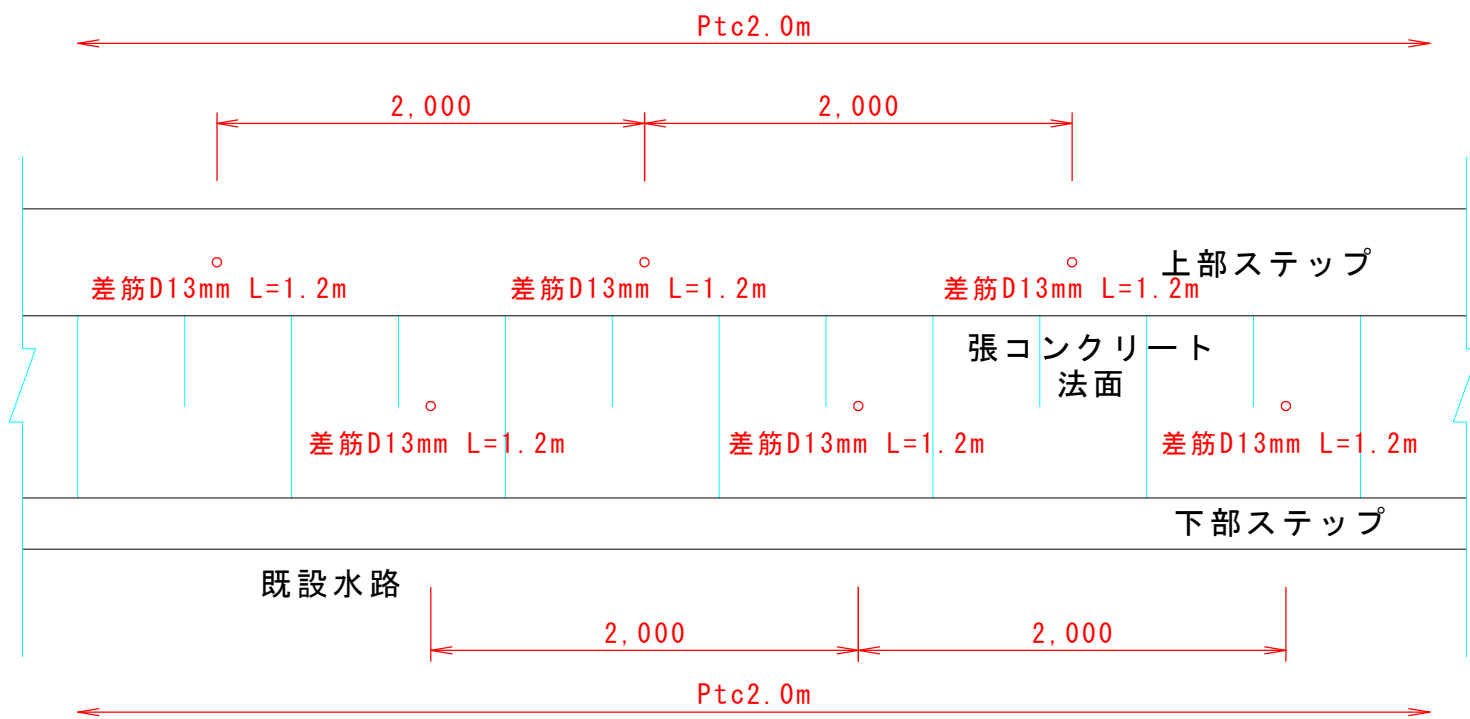 Ptc2.0m
2,000
2,000
上部ステップ
差筋D13mm L=1.2m
差筋D13mm L=1.2m
差筋D13mm L=1.2m
張コンクリート
法面
差筋D13mm L=1.2m
差筋D13mm L=1.2m
差筋D13mm L=1.2m
下部ステップ
既設水路
2,000
2,000
Ptc2.0m